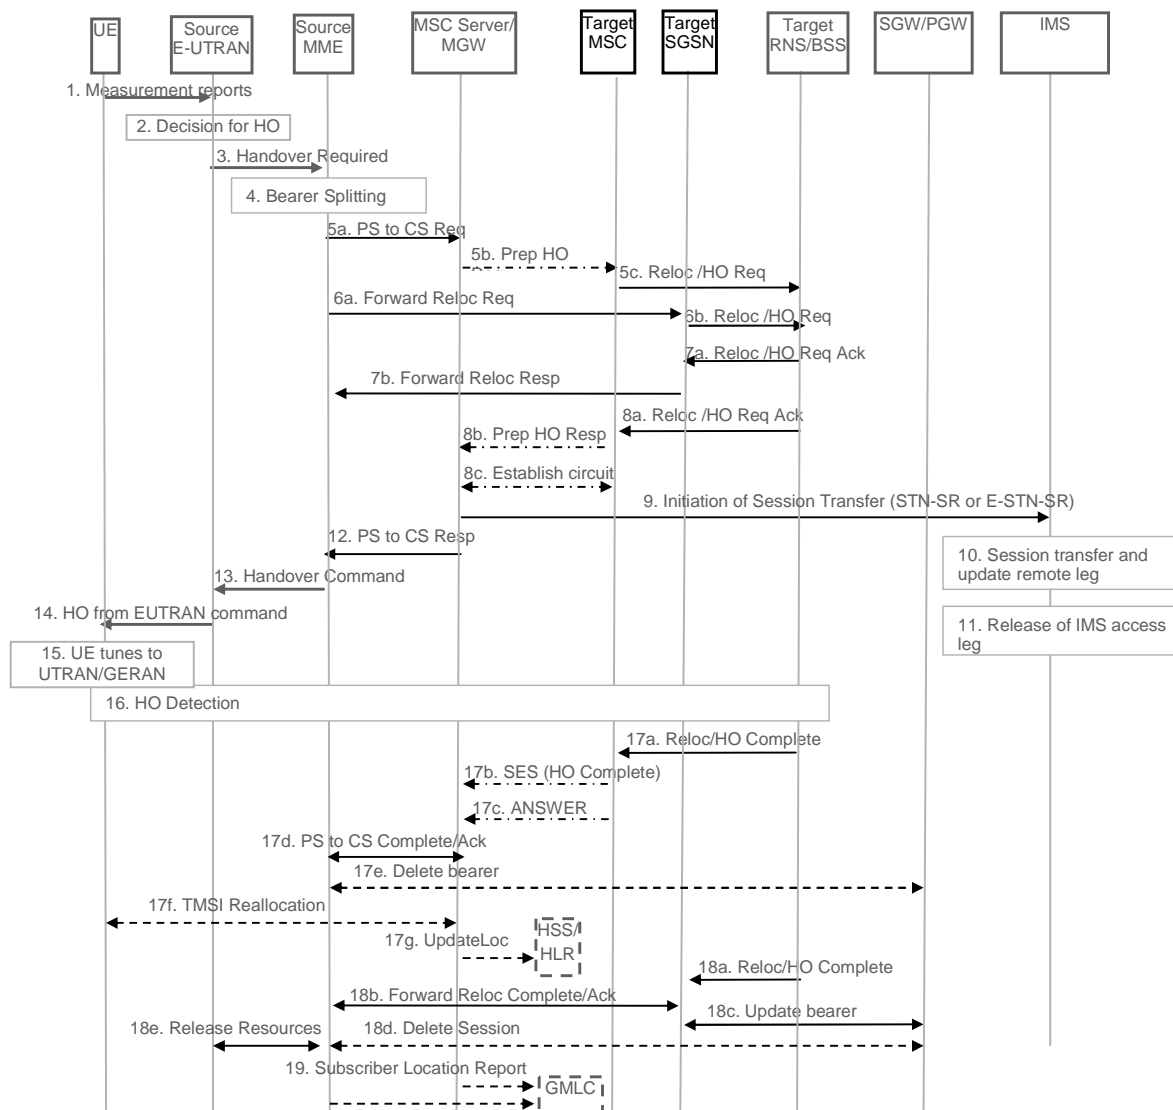 UE
Source
E-UTRAN
Source
MME
MSC Server/
MGW
Target
MSC
Target
SGSN
Target
RNS/BSS
SGW/PGW
IMS
1. Measurement reports
2. Decision for HO
3. Handover Required
4. Bearer Splitting
5a. PS to CS Req
5b. Prep HO
5c. Reloc /HO Req
6a. Forward Reloc Req
6b. Reloc /HO Req
7a. Reloc /HO Req Ack
7b. Forward Reloc Resp
8a. Reloc /HO Req Ack
8b. Prep HO Resp
8c. Establish circuit
9. Initiation of Session Transfer (STN-SR or E-STN-SR)
12. PS to CS Resp
10. Session transfer and
update remote leg
13. Handover Command
14. HO from EUTRAN command
11. Release of IMS access
leg
15. UE tunes to
UTRAN/GERAN
16. HO Detection
17a. Reloc/HO Complete
17b. SES (HO Complete)
17c. ANSWER
17d. PS to CS Complete/Ack
17e. Delete bearer
17f. TMSI Reallocation
17g. UpdateLoc
HSS/
HLR
18a. Reloc/HO Complete
18b. Forward Reloc Complete/Ack
18c. Update bearer
18e. Release Resources
18d. Delete Session
19. Subscriber Location Report
GMLC